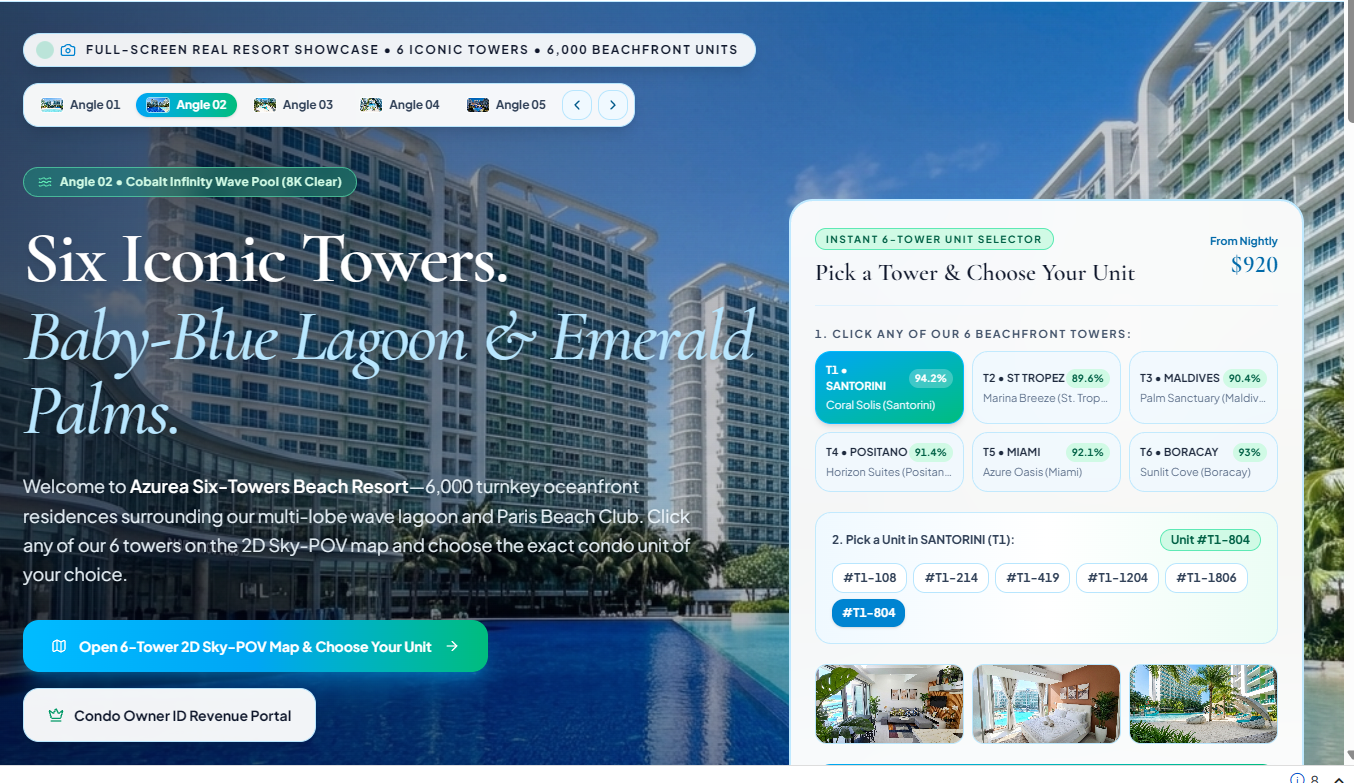 FULL-SCREEN REAL RESORT SHOWCASE ● 6 ICONIC TOWERS ● 6,000 BEACHFRONT UNITS
Angle 01
Angle 02
Angle 03
Angle 04
Angle 05
Angle 02 ● Cobalt Infinity Wave Pool (8K Clear)
Six Iconic Towers.
Baby-Blue Lagoon & Emerald
Palms.
Welcome to Azurea Six-Towers Beach Resort—6,000 turnkey oceanfront
residences surrounding our multi-lobe wave lagoon and Paris Beach Club. Click
any of our 6 towers on the 2D Sky-POV map and choose the exact condo unit of
your choice.
Open 6-Tower 2D Sky-POV Map & Choose Your Unit
Condo Owner ID Revenue Portal
INSTANT 6-TOWER UNIT SELECTOR
Pick a Tower & Choose Your Unit
From Nightly
$920
1. CLICK ANY OF OUR 6 BEACHFRONT TOWERS:
T1 ●
SANTORINI
94.2%
Coral Solis (Santorini)
T2 ● ST TROPEZ 89.6%
Marina Breeze (St. Trop...
T3 ● MALDIVES 90.4%
Palm Sanctuary (Maldiv...
T4 ● POSITANO 91.4%
Horizon Suites (Positan...
T5 ● MIAMI 92.1%
Azure Oasis (Miami)
T6 ● BORACAY 93%
Sunlit Cove (Boracay)
2. Pick a Unit in SANTORINI (T1):
Unit #T1-804
#T1-108
#T1-214
#T1-419
#T1-1204
#T1-1806
#T1-804
8